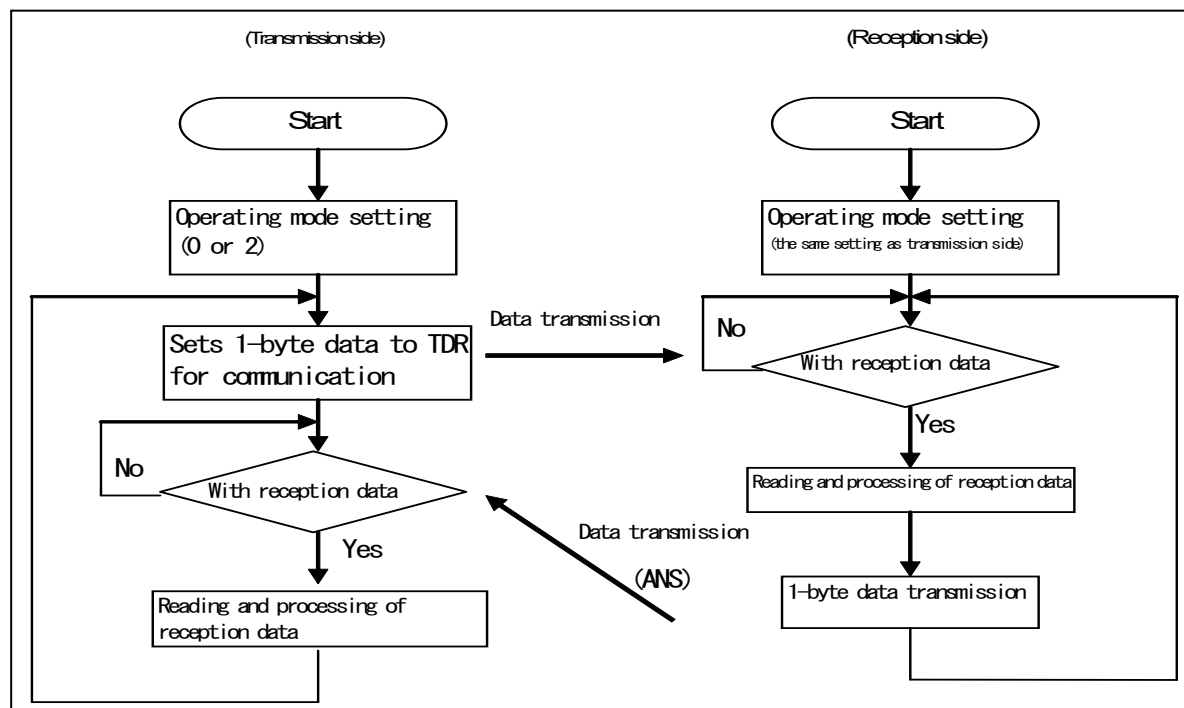 (Transmission side)
Start
Operating mode setting
(0 or 2)
Sets 1-byte data to TDR
for communication
No
With reception data
Yes
Reading and processing of
reception data
Data transmission
Data transmission
(ANS)
(Reception side)
Start
Operating mode setting
(the same setting as transmission side)
No
With reception data
Yes
Reading and processing of reception data
1-byte data transmission